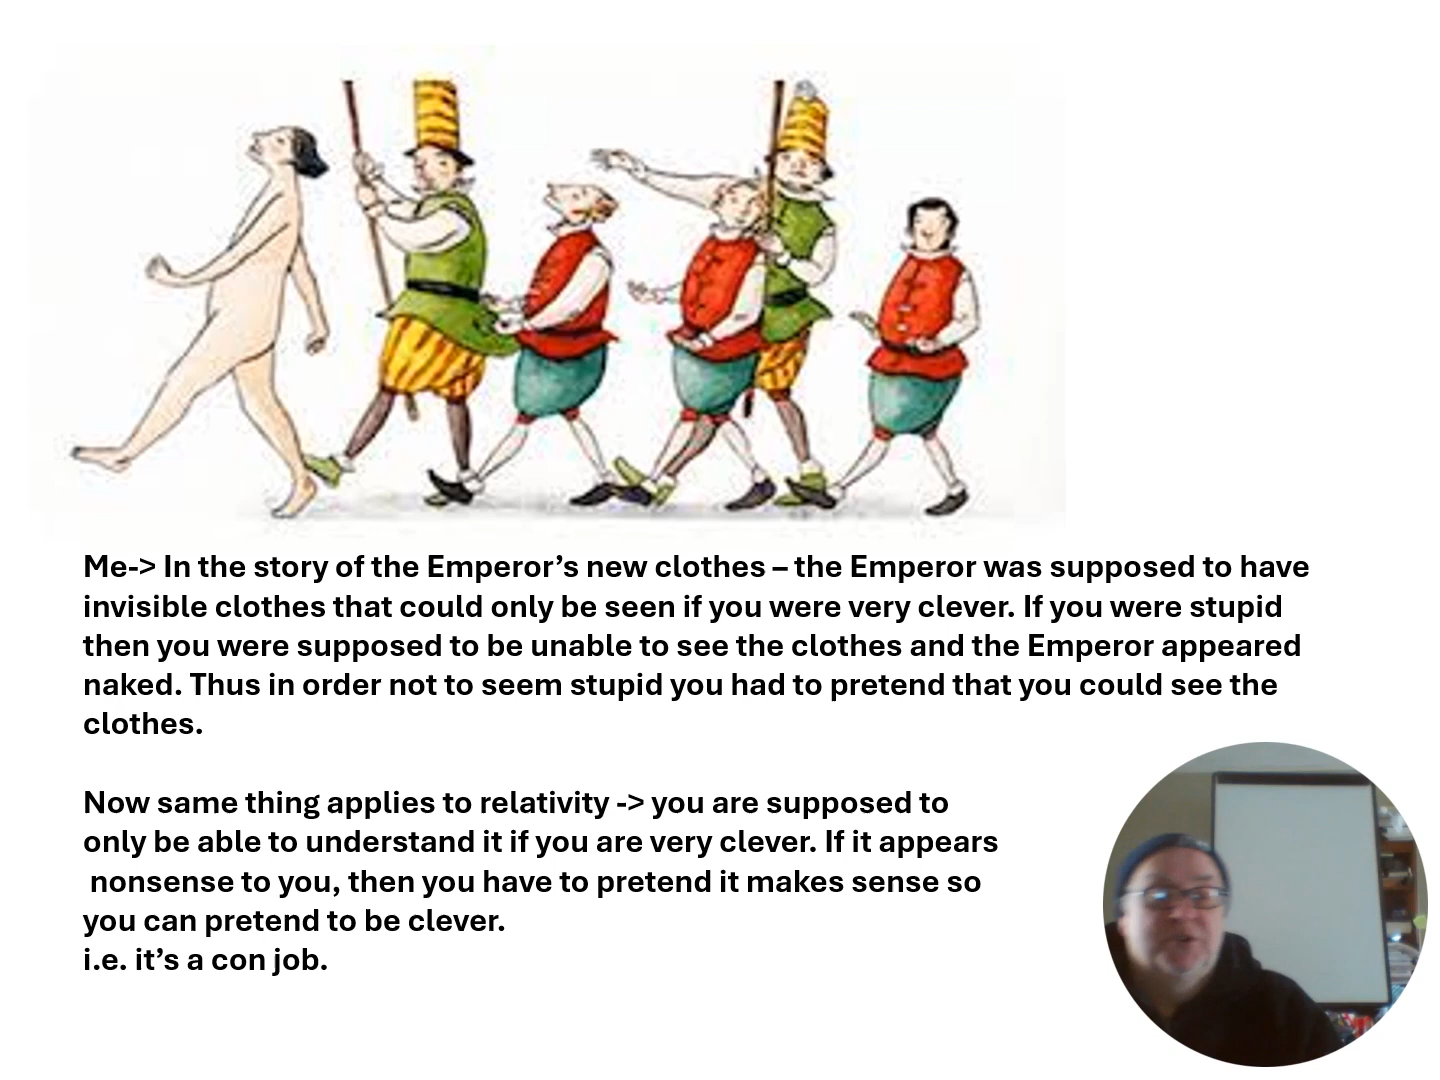 Me-> In the story of the Emperor’s new clothes – the Emperor was supposed to have
invisible clothes that could only be seen if you were very clever. If you were stupid
then you were supposed to be unable to see the clothes and the Emperor appeared
naked. Thus in order not to seem stupid you had to pretend that you could see the
clothes.
Now same thing applies to relativity -> you are supposed to
only be able to understand it if you are very clever. If it appears
nonsense to you, then you have to pretend it makes sense so
you can pretend to be clever.
i.e. it’s a con job.